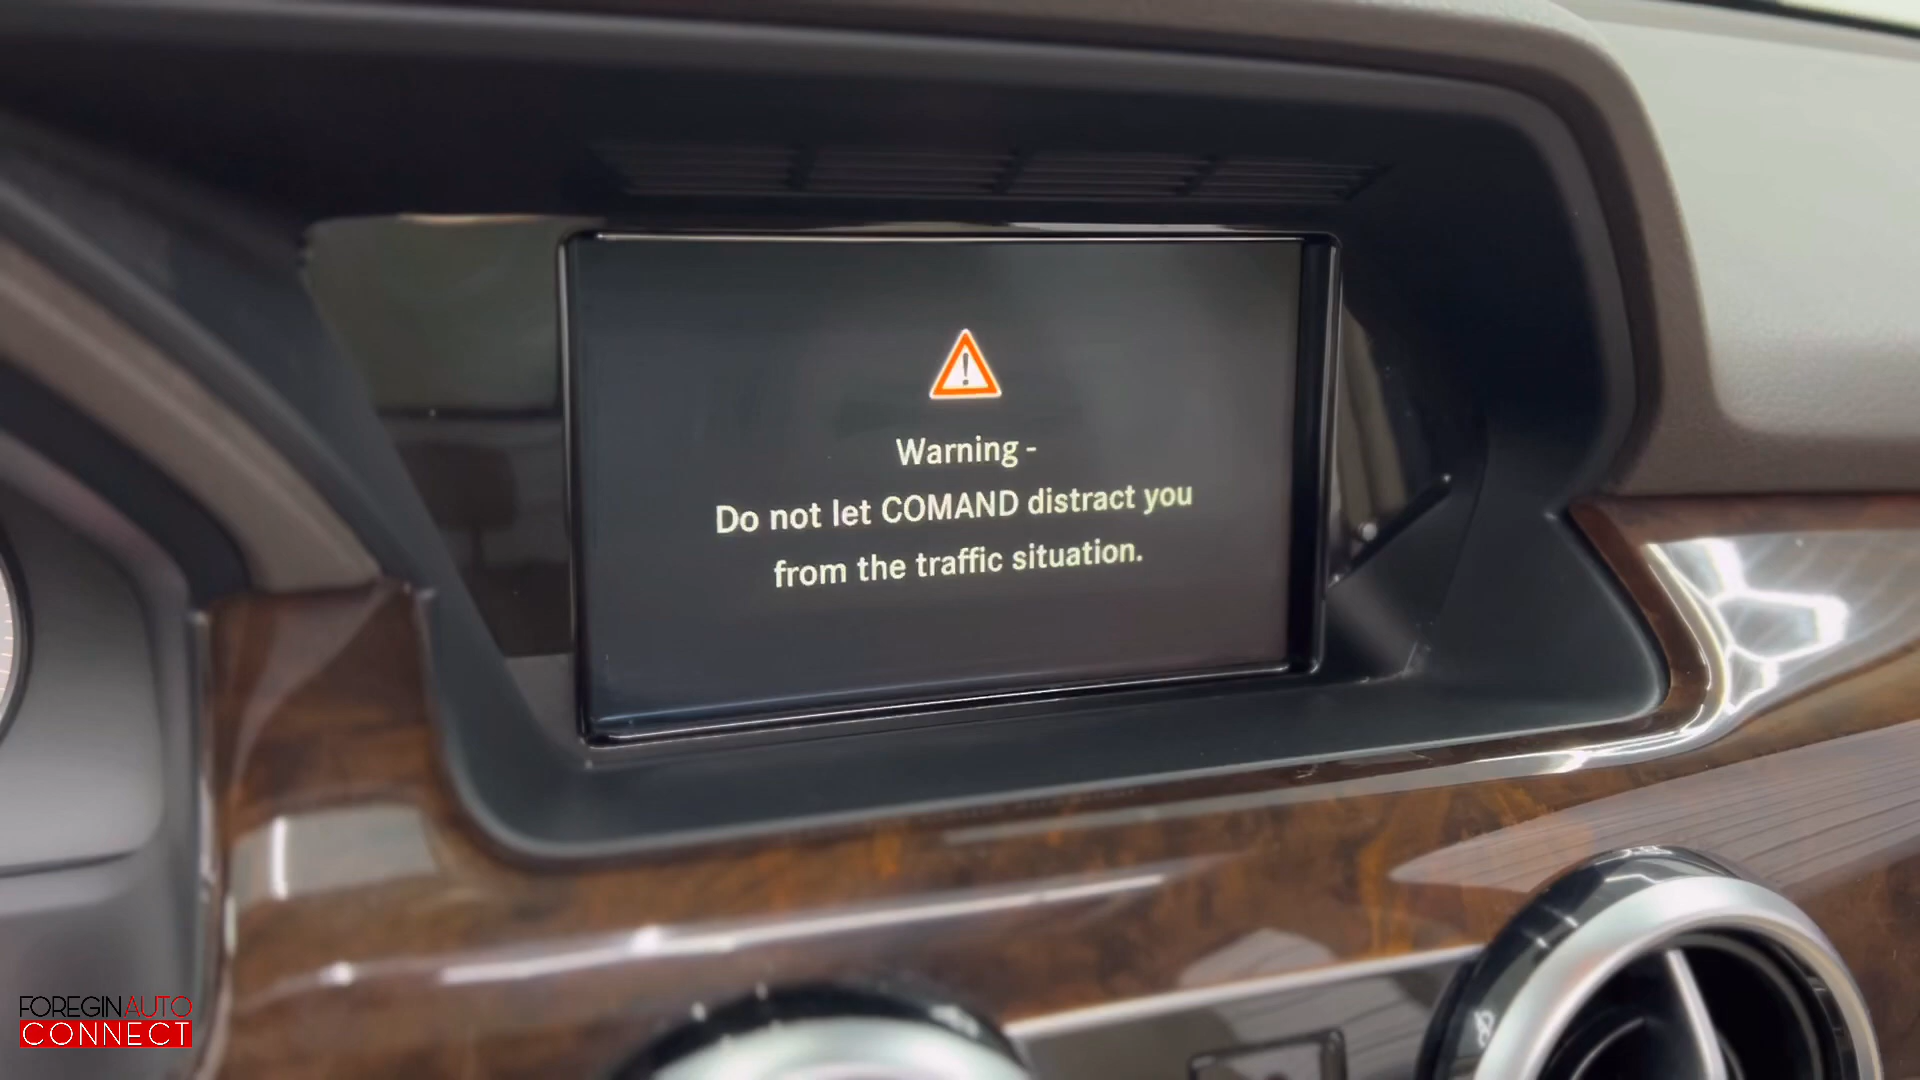 Warning -
Do not let COMAND distract you
from the traffic situation.
FOREGINAUTO
CONNECT